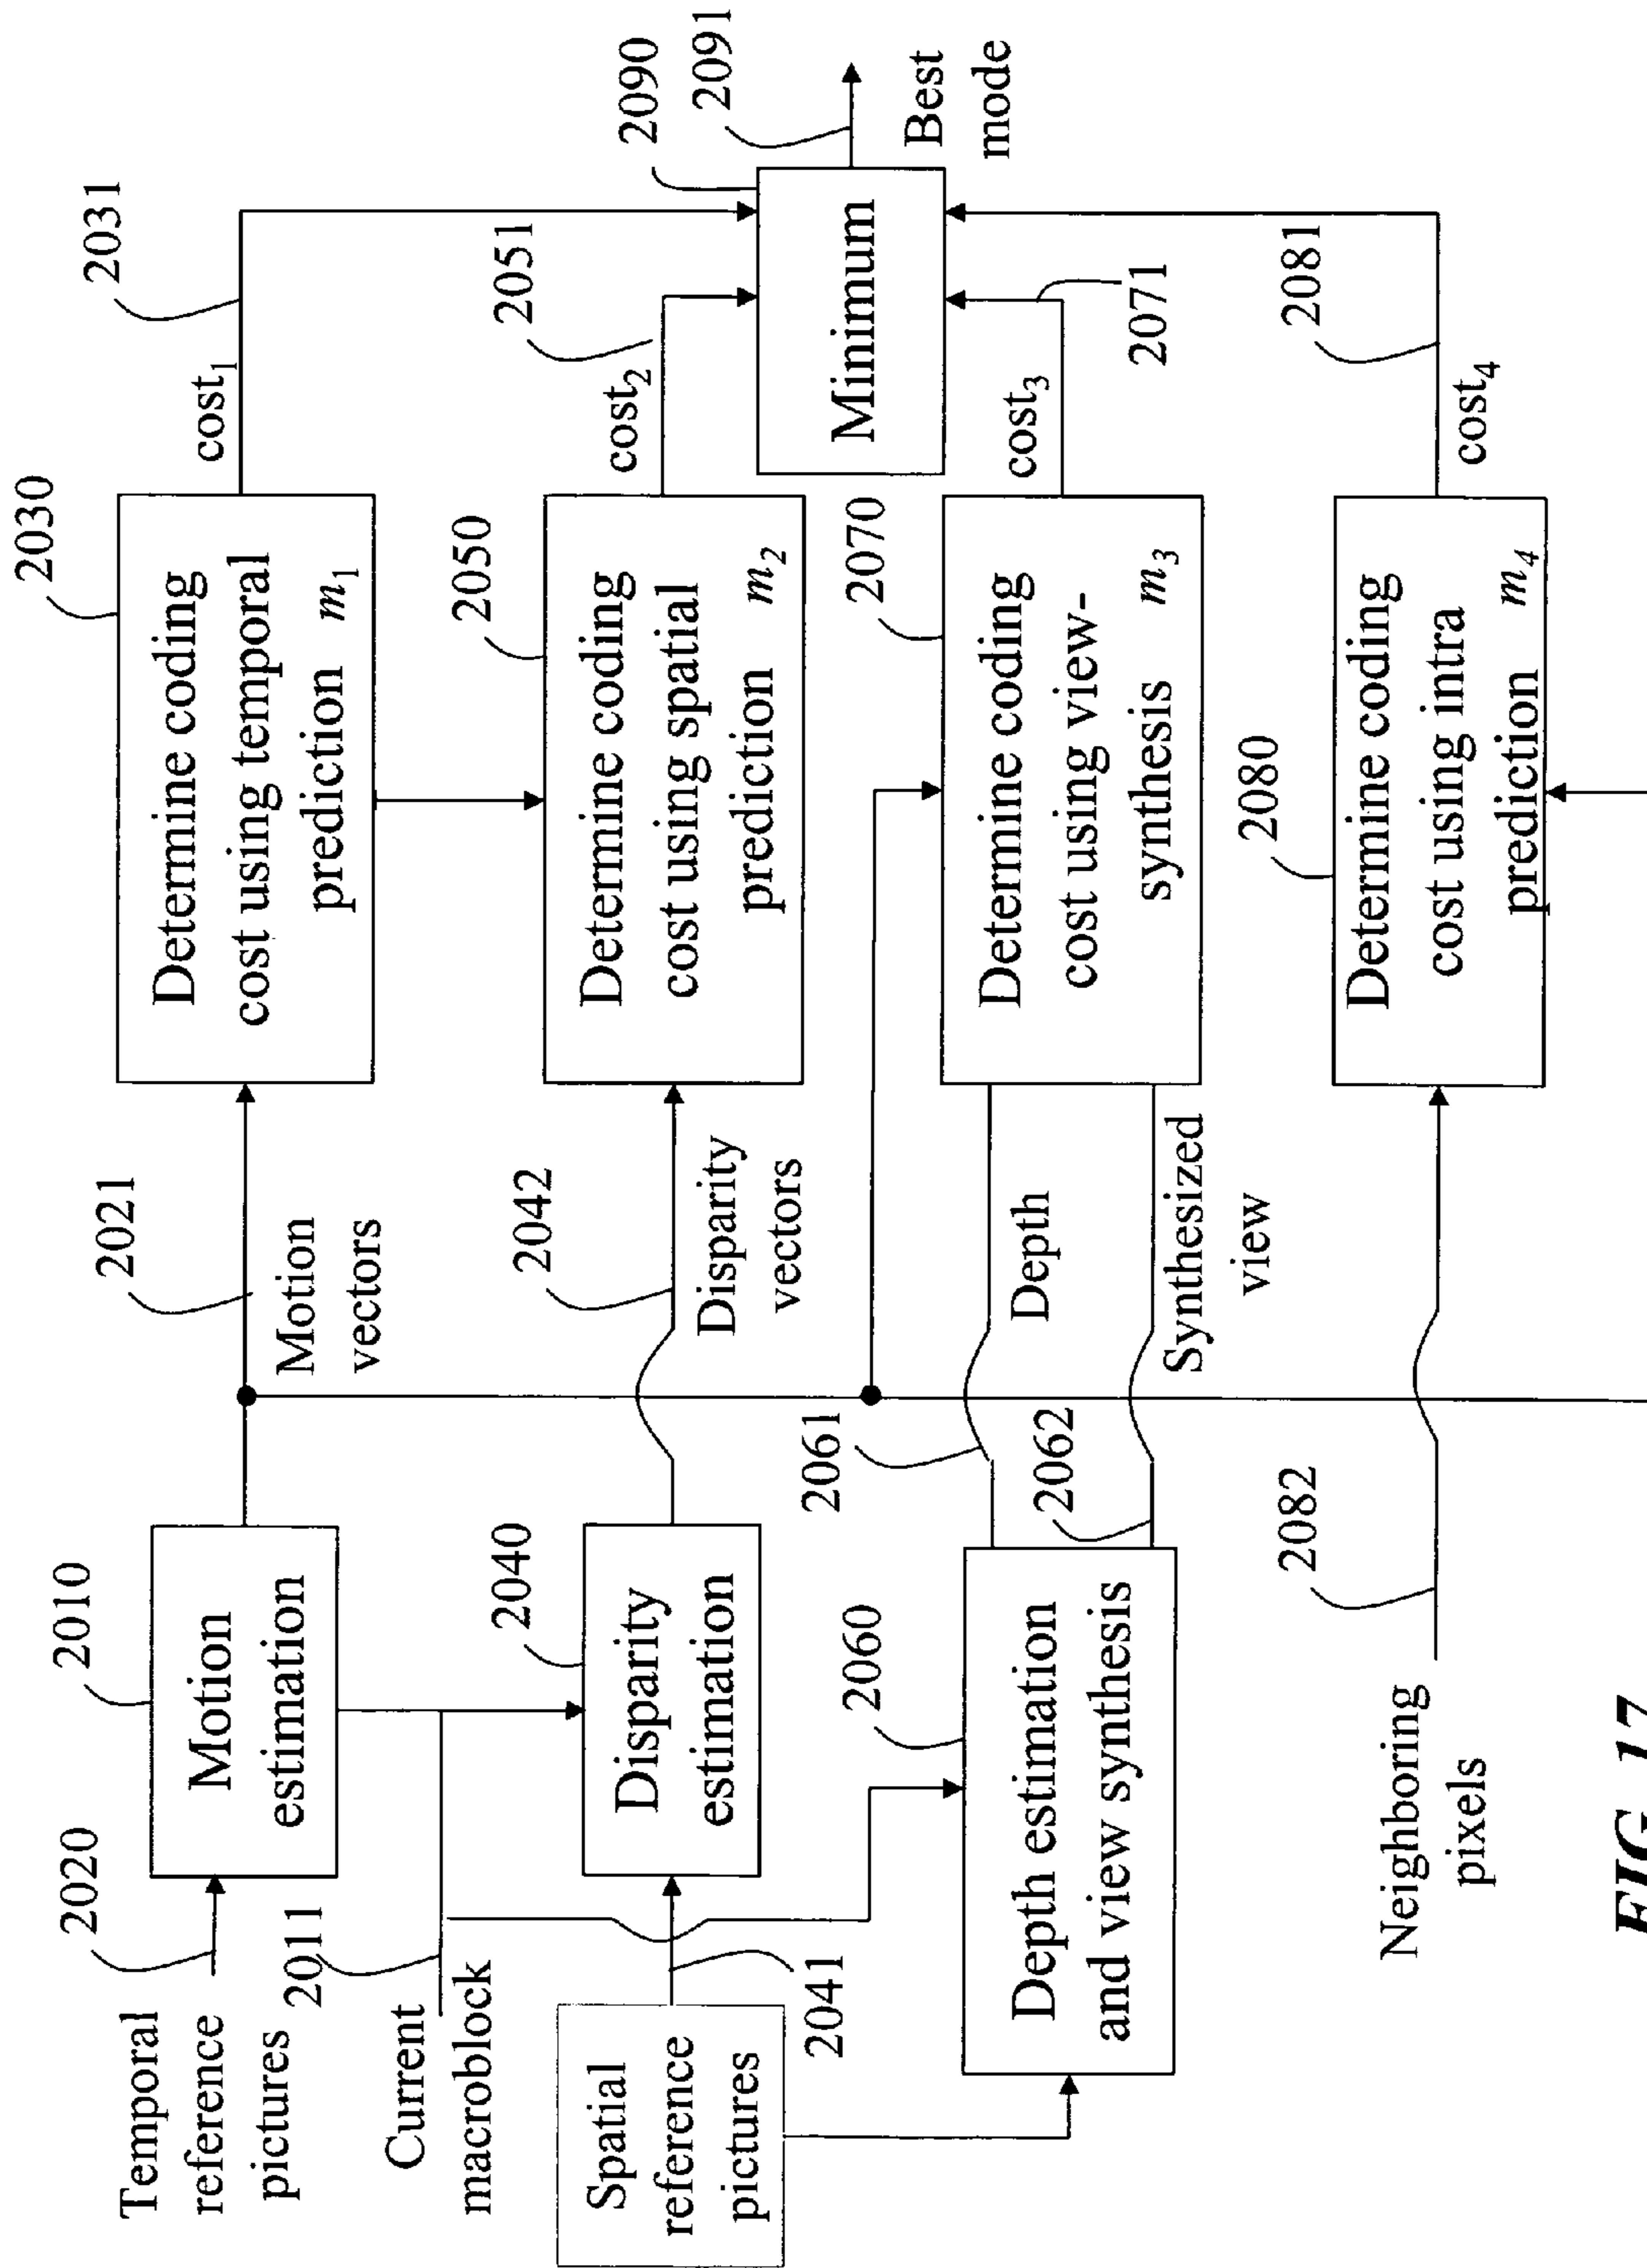 2020
Temporal
reference
pictures
2010
Motion
estimation
2021
Motion
vectors
2030
Determine coding
cost using temporal
prediction m₁
cost₁
2031
2011
Current
macroblock
2040
Disparity
estimation
2042
Disparity
vectors
2050
Determine coding
cost using spatial
prediction m₂
cost₂
2051
Spatial
reference
pictures
2041
2060
Depth estimation
and view synthesis
2061
Depth
2062
Synthesized
view
2070
Determine coding
cost using view-
synthesis m₃
cost₃
2071
2090
Minimum
2091
Best
mode
Neighboring
pixels
2082
2080
Determine coding
cost using intra
prediction m₄
cost₄
2081
FIG. 17